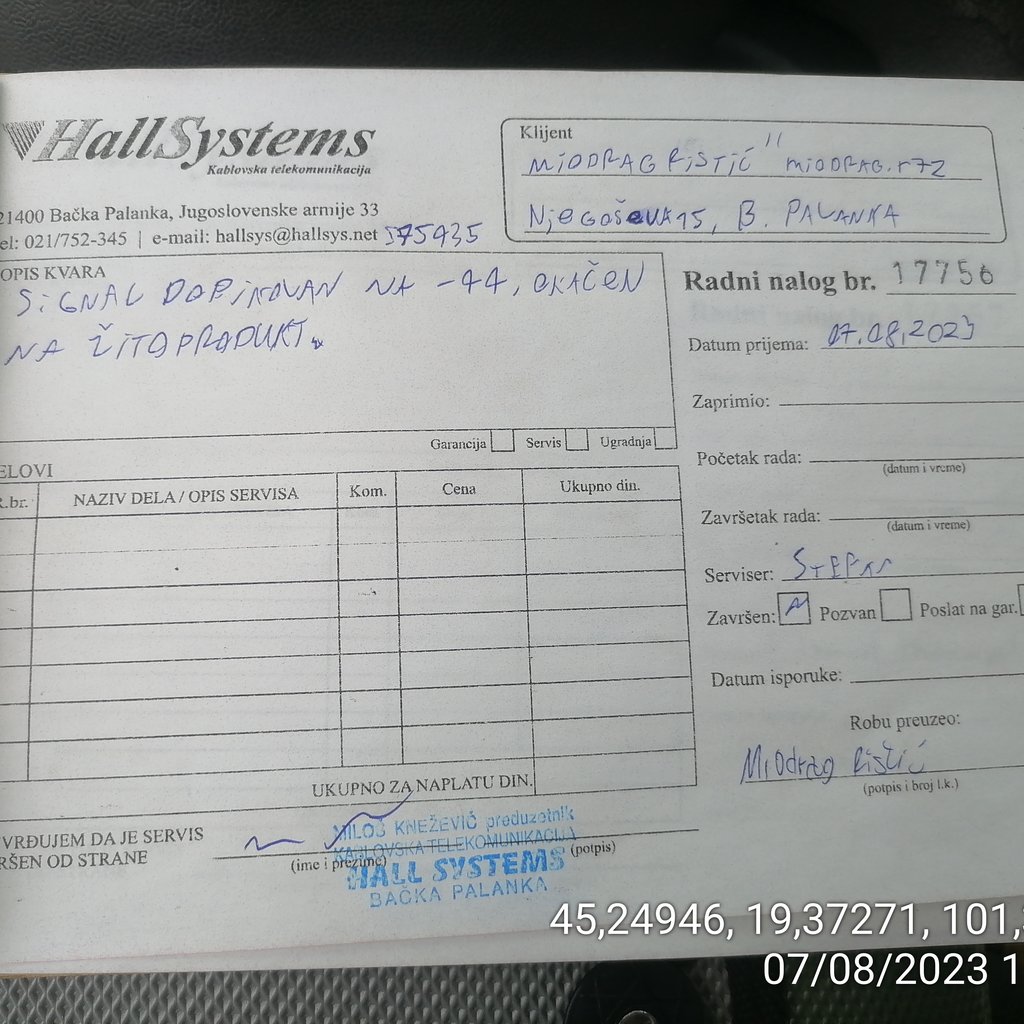 HallSystems
Kablovska telekomunikacija
21400 Bačka Palanka, Jugoslovenske armije 33
el: 021/752-345 | e-mail: hallsys@hallsys.net 575435
Klijent
MIODRAG RISTIĆ " MIODRAG.r72
NjEGOŠEVA 15, B. PALANKA
OPIS KVARA
SIGNAL DOPIKOVAN NA -44, OKAČEN
NA ŽITOPRODUKT.
Radni nalog br. 17756
Datum prijema: 07.08.2023
Zaprimio:
Garancija Servis Ugradnja
Početak rada:
(datum i vreme)
ELOVI
R.br. NAZIV DELA / OPIS SERVISA Kom. Cena Ukupno din.
Završetak rada:
(datum i vreme)
Serviser: STEFAN
Završen: Pozvan Poslat na gar.
Datum isporuke:
Robu preuzeo:
Miodrag Ristić
(potpis i broj l.k.)
UKUPNO ZA NAPLATU DIN.
VRĐUJEM DA JE SERVIS
RŠEN OD STRANE
(ime i prezime) (potpis)
MILOŠ KNEŽEVIĆ preduzetnik
KABLOVSKA TELEKOMUNIKACIJA
HALL SYSTEMS
BAČKA PALANKA
45,24946, 19,37271, 101,
07/08/2023 1